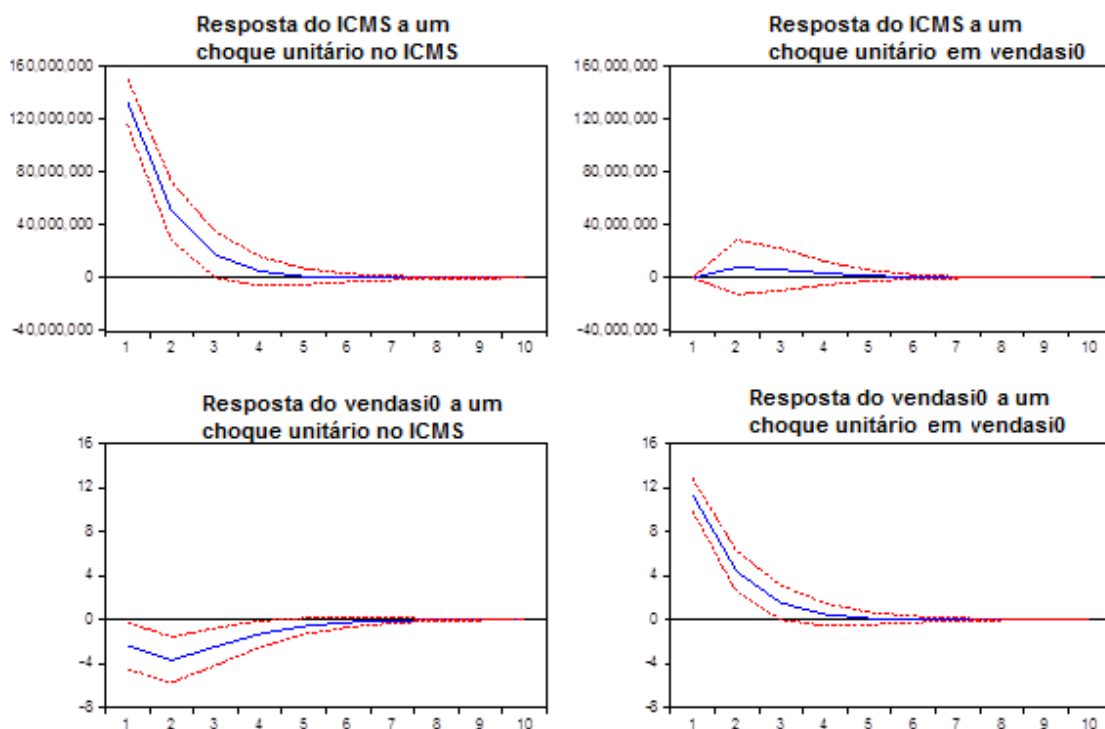 Resposta do ICMS a um
choque unitário no ICMS
160,000,000
120,000,000
80,000,000
40,000,000
0
-40,000,000
1 2 3 4 5 6 7 8 9 10
Resposta do ICMS a um
choque unitário em vendasi0
160,000,000
120,000,000
80,000,000
40,000,000
0
-40,000,000
1 2 3 4 5 6 7 8 9 10
Resposta do vendasi0 a um
choque unitário no ICMS
16
12
8
4
0
-4
-8
1 2 3 4 5 6 7 8 9 10
Resposta do vendasi0 a um
choque unitário em vendasi0
16
12
8
4
0
-4
-8
1 2 3 4 5 6 7 8 9 10